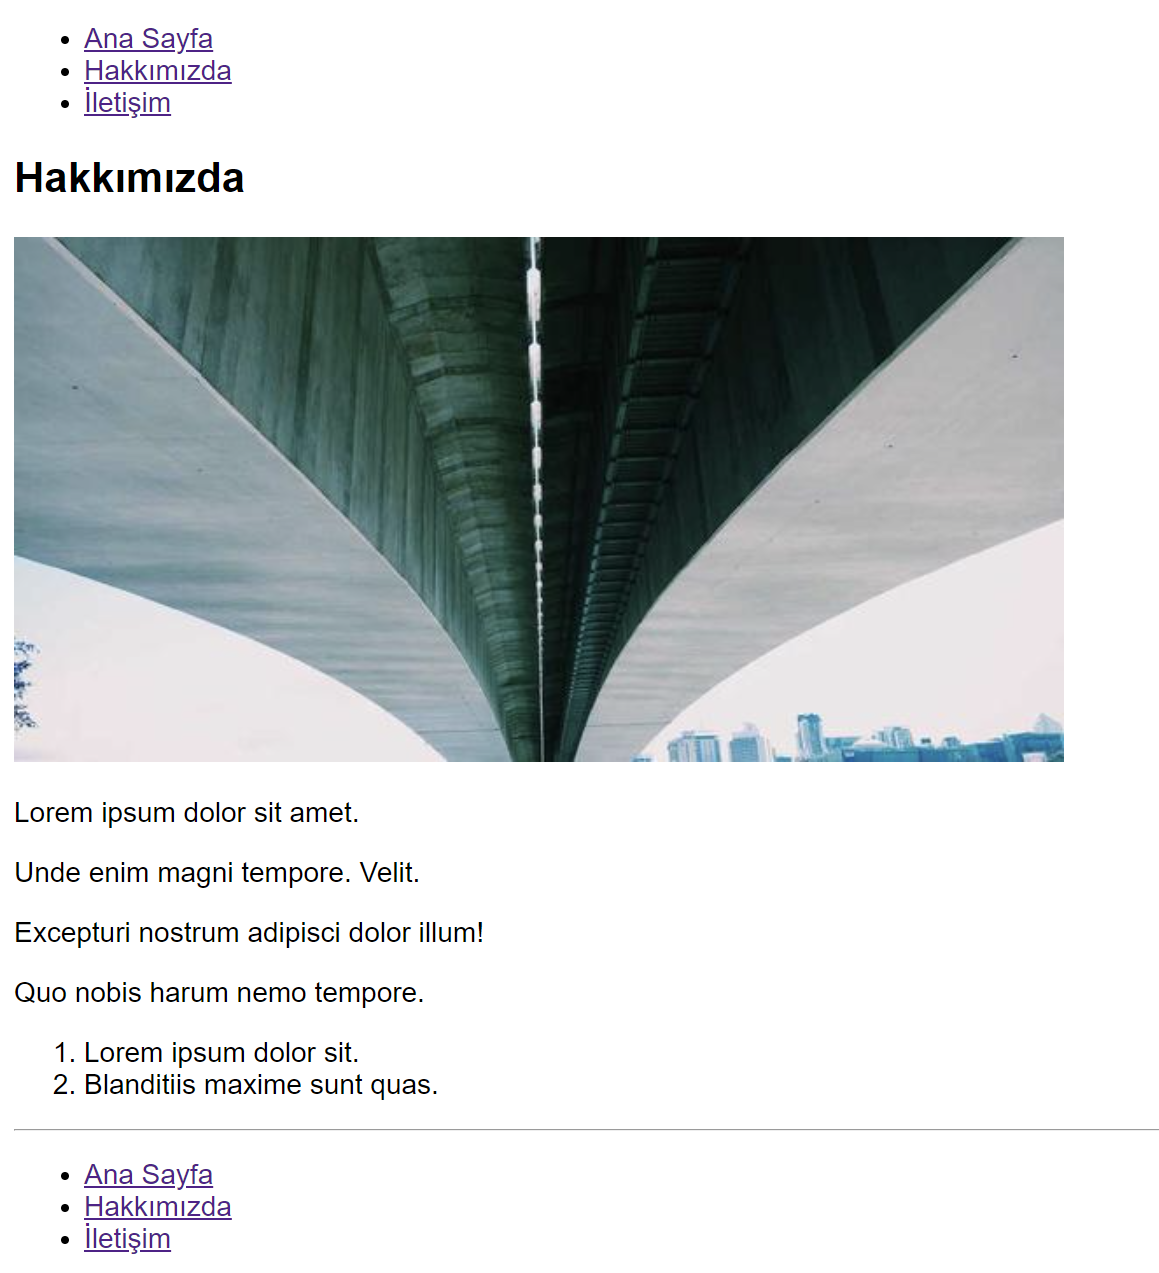 Ana Sayfa
Hakkımızda
İletişim
Hakkımızda
Lorem ipsum dolor sit amet.
Unde enim magni tempore. Velit.
Excepturi nostrum adipisci dolor illum!
Quo nobis harum nemo tempore.
1. Lorem ipsum dolor sit.
2. Blanditiis maxime sunt quas.
Ana Sayfa
Hakkımızda
İletişim